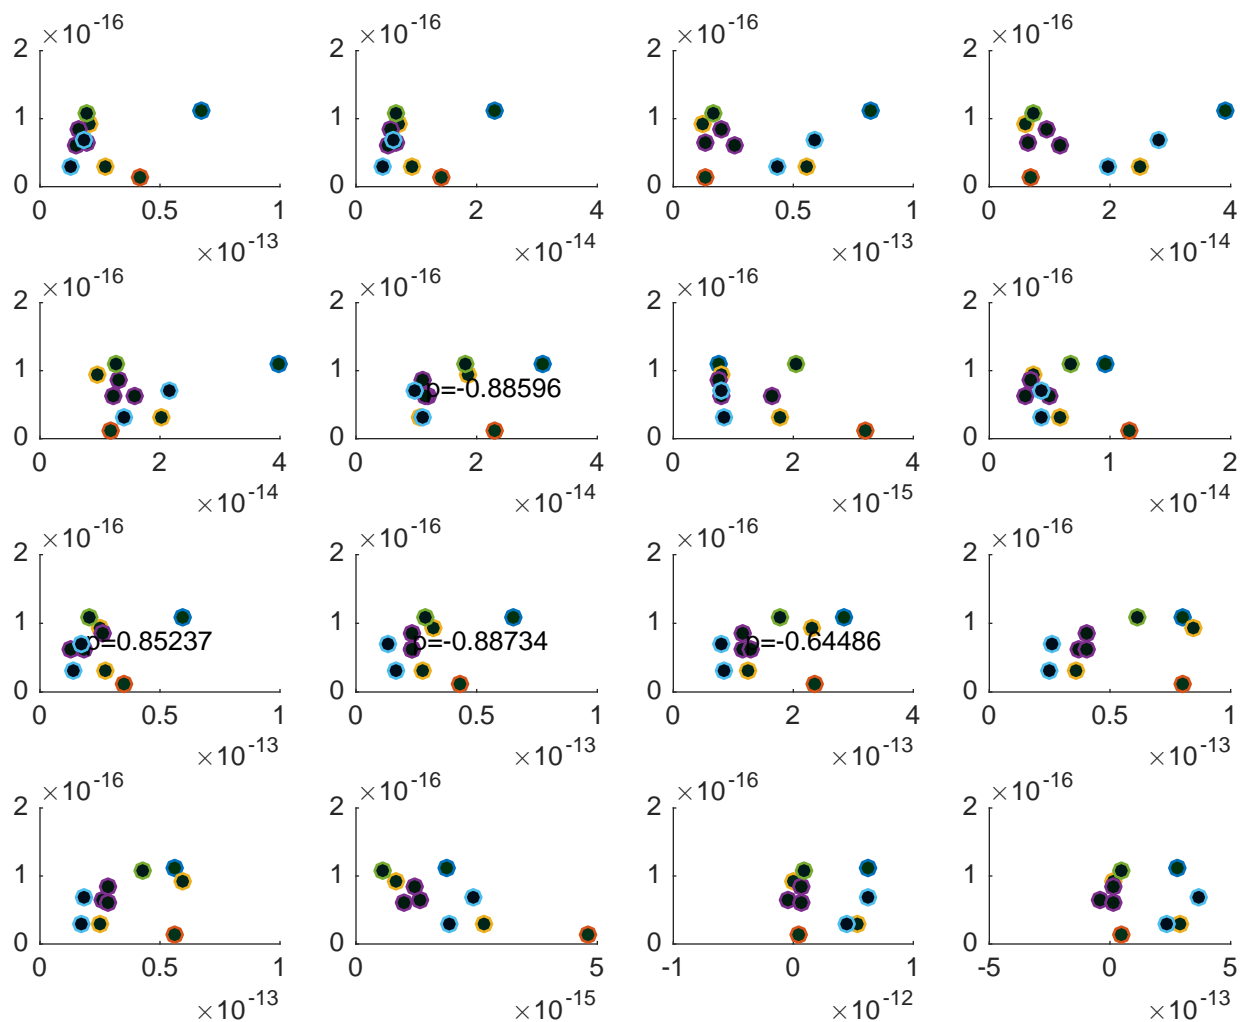 ×10-16 ×10-16 ×10-16 ×10-16
2 2 2 2
1 1 1 1
0 0 0 0
0 0.5 1 0 2 4 0 0.5 1 0 2 4
×10-13 ×10-14 ×10-13 ×10-14
×10-16 ×10-16 ×10-16 ×10-16
2 2 2 2
1 1 1 1
p=-0.88596
0 0 0 0
0 2 4 0 2 4 0 2 4 0 1 2
×10-14 ×10-14 ×10-15 ×10-14
×10-16 ×10-16 ×10-16 ×10-16
2 2 2 2
1 1 1 1
p=0.85237 p=-0.88734 p=-0.64486
0 0 0 0
0 0.5 1 0 0.5 1 0 2 4 0 0.5 1
×10-13 ×10-13 ×10-13 ×10-13
×10-16 ×10-16 ×10-16 ×10-16
2 2 2 2
1 1 1 1
0 0 0 0
0 0.5 1 0 5 -1 0 1 -5 0 5
×10-13 ×10-15 ×10-12 ×10-13